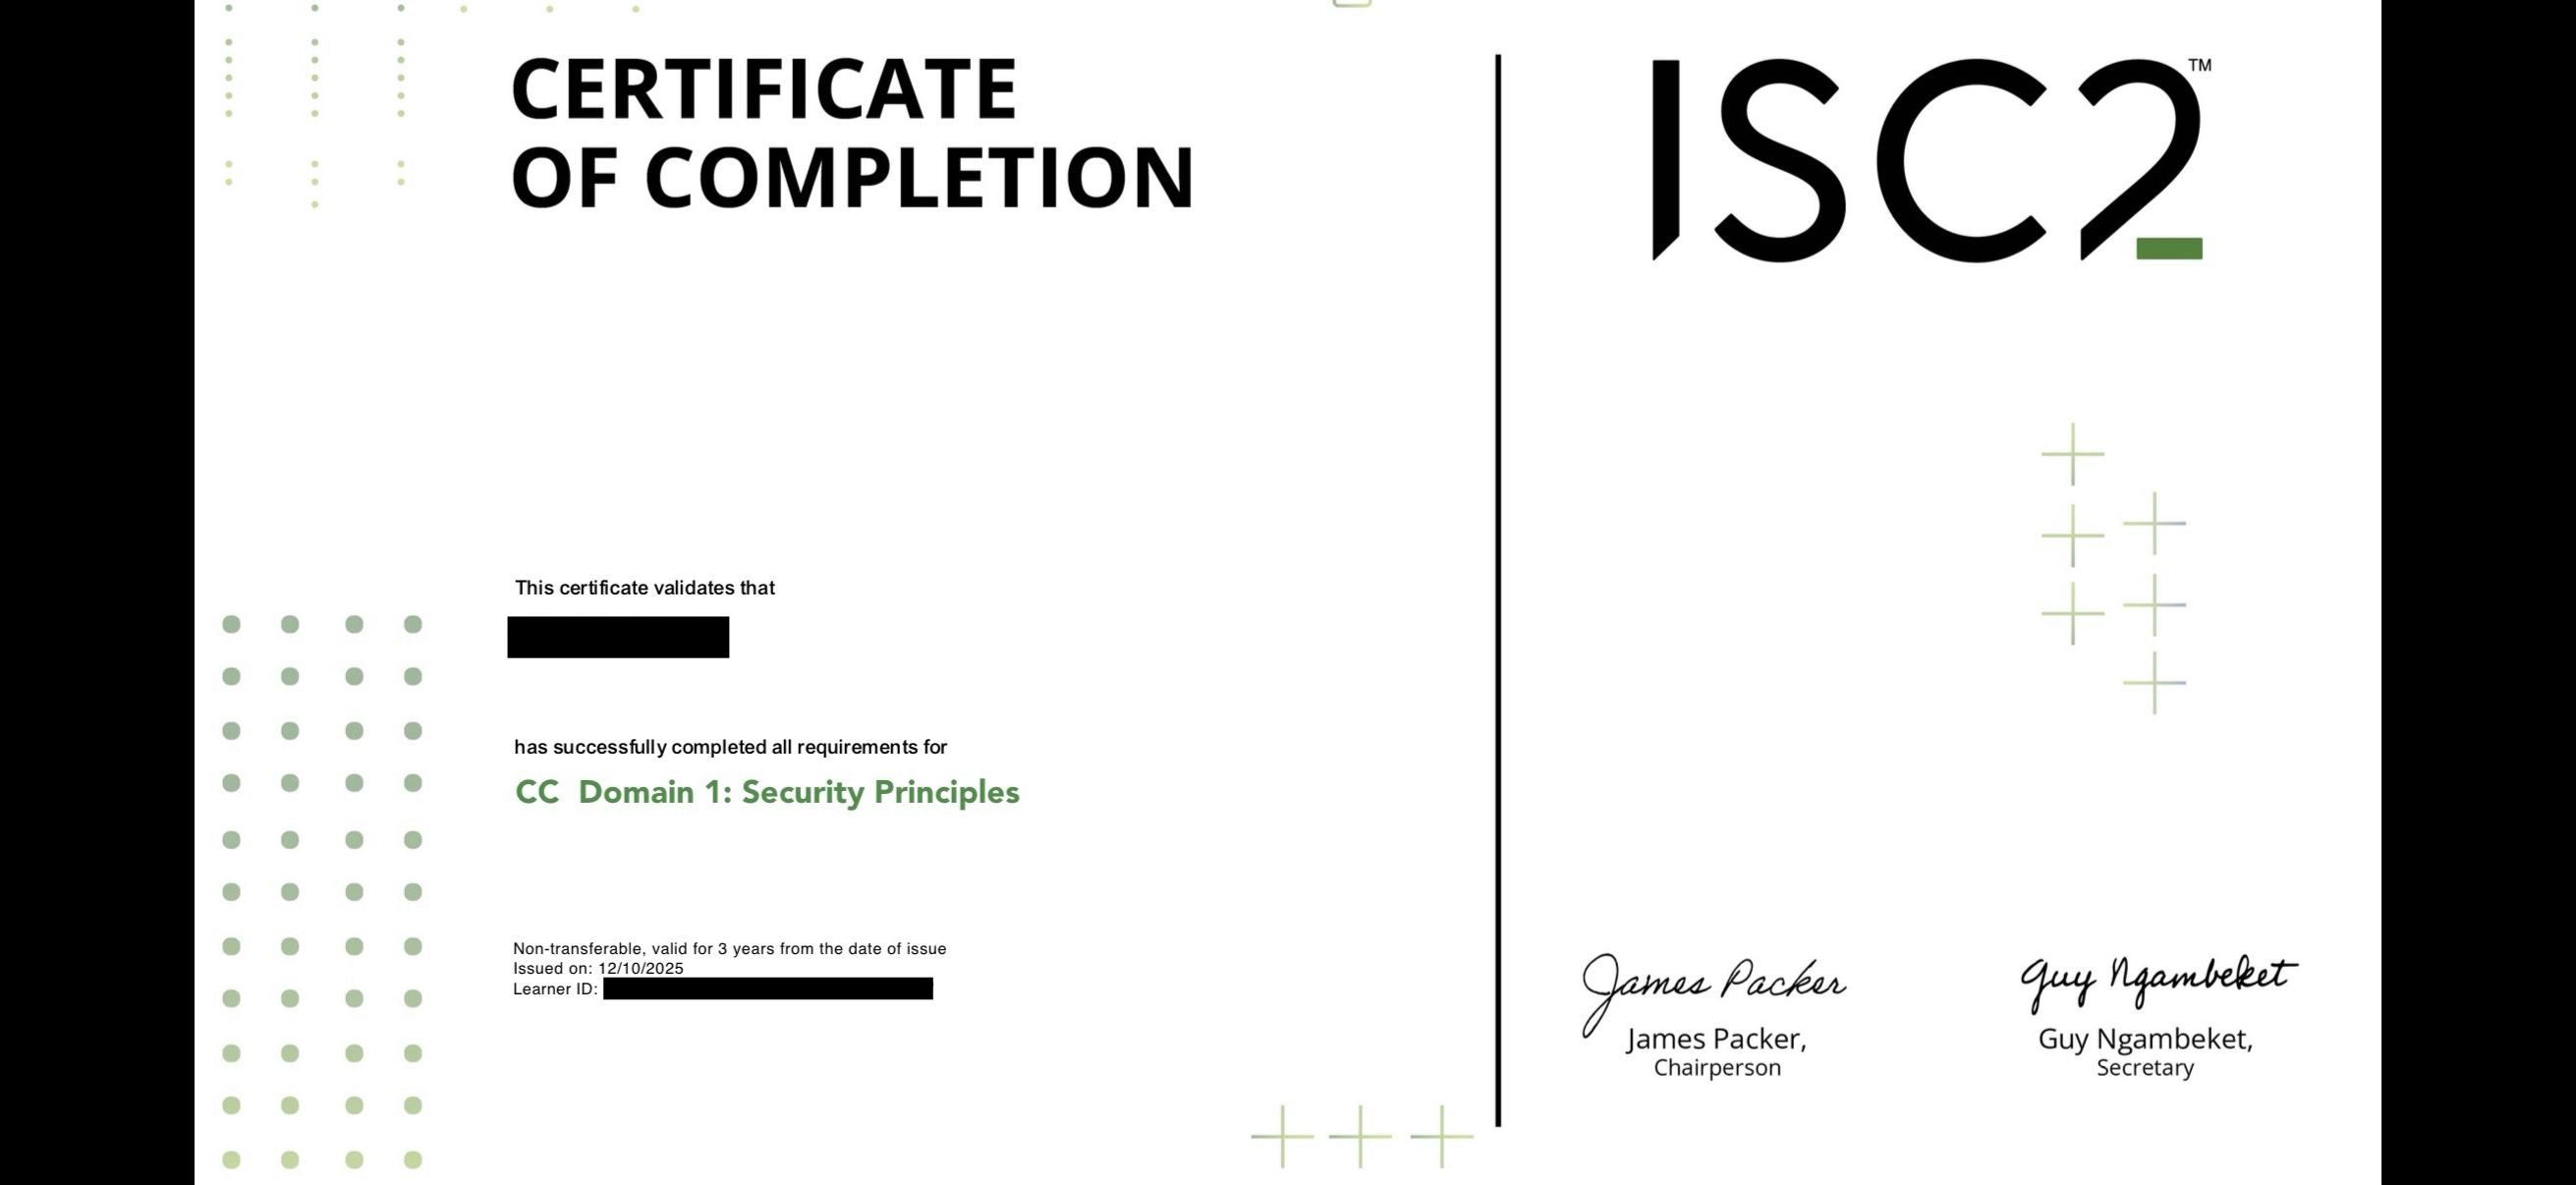 CERTIFICATE
OF COMPLETION
This certificate validates that
has successfully completed all requirements for
CC  Domain 1: Security Principles
Non-transferable, valid for 3 years from the date of issue
Issued on: 12/10/2025
Learner ID:
ISC2™
James Packer
James Packer,
Chairperson
Guy Ngambeket
Guy Ngambeket,
Secretary